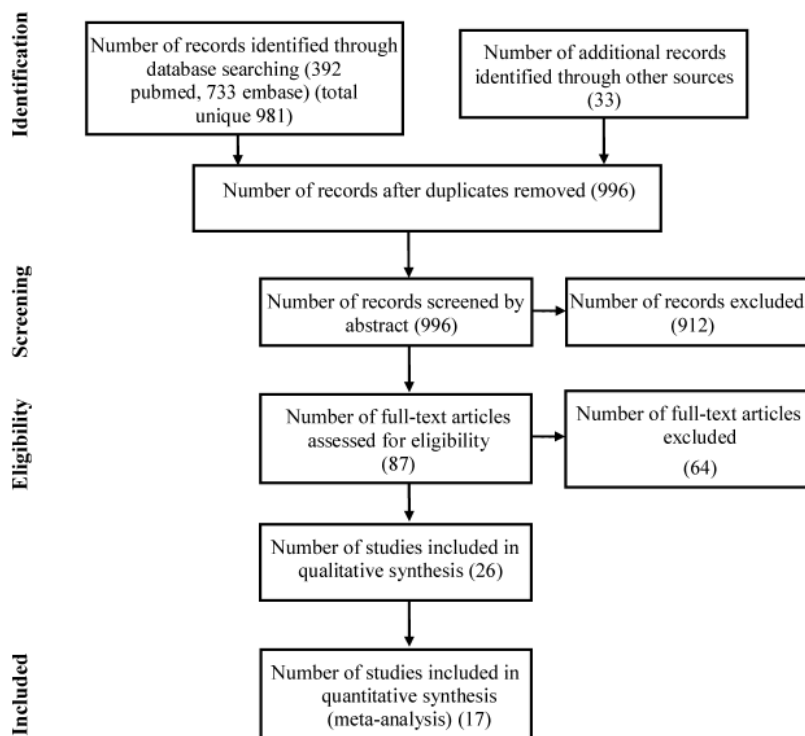 Identification
Number of records identified through
database searching (392
pubmed, 733 embase) (total
unique 981)
Number of additional records
identified through other sources
(33)
Number of records after duplicates removed (996)
Screening
Number of records screened by
abstract (996)
Number of records excluded
(912)
Eligibility
Number of full-text articles
assessed for eligibility
(87)
Number of full-text articles
excluded
(64)
Number of studies included in
qualitative synthesis (26)
Included
Number of studies included in
quantitative synthesis
(meta-analysis) (17)